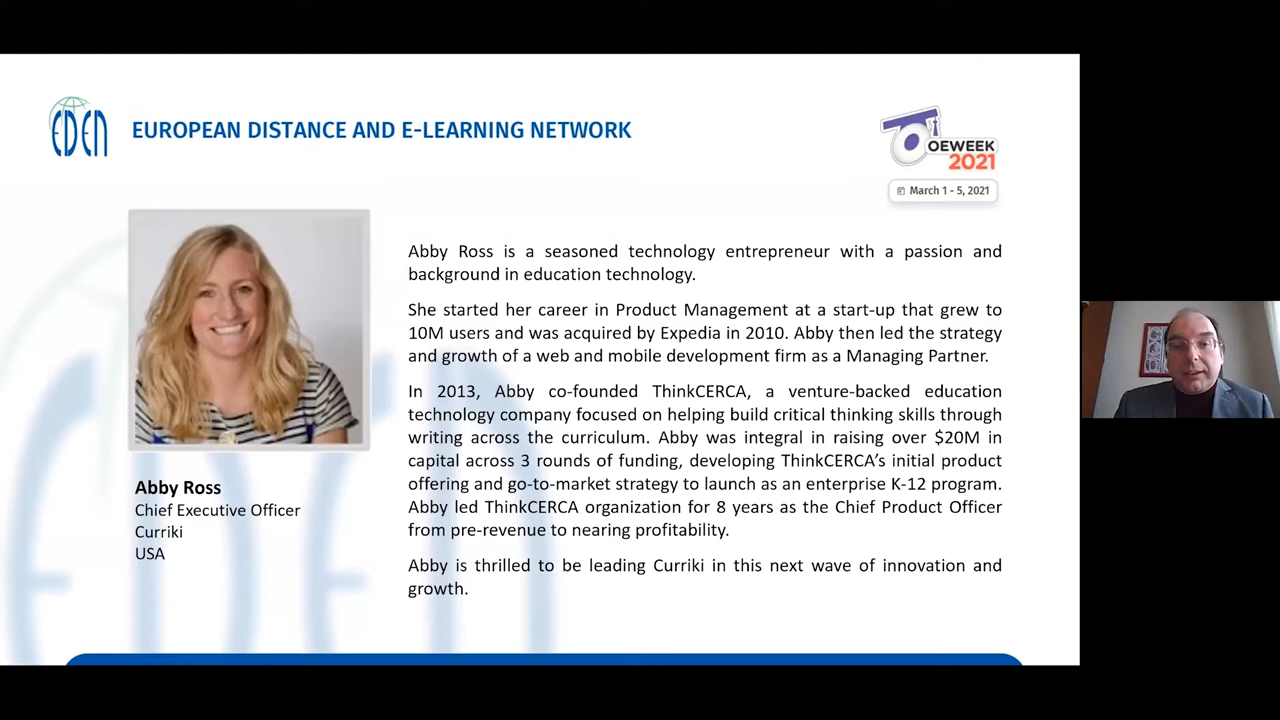 EDEN
EUROPEAN DISTANCE AND E-LEARNING NETWORK
OEWEEK
2021
March 1 - 5, 2021
Abby Ross is a seasoned technology entrepreneur with a passion and
background in education technology.
She started her career in Product Management at a start-up that grew to
10M users and was acquired by Expedia in 2010. Abby then led the strategy
and growth of a web and mobile development firm as a Managing Partner.
In 2013, Abby co-founded ThinkCERCA, a venture-backed education
technology company focused on helping build critical thinking skills through
writing across the curriculum. Abby was integral in raising over $20M in
capital across 3 rounds of funding, developing ThinkCERCA’s initial product
offering and go-to-market strategy to launch as an enterprise K-12 program.
Abby led ThinkCERCA organization for 8 years as the Chief Product Officer
from pre-revenue to nearing profitability.
Abby is thrilled to be leading Curriki in this next wave of innovation and
growth.
Abby Ross
Chief Executive Officer
Curriki
USA